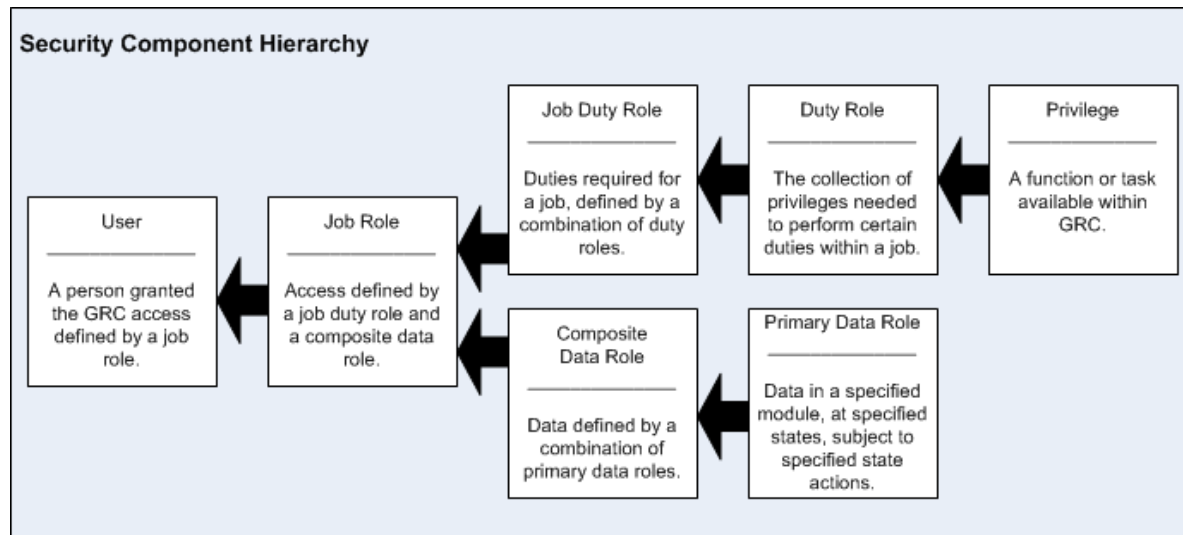 Security Component Hierarchy
Job Duty Role
Duties required for
a job, defined by a
combination of duty
roles.
Duty Role
The collection of
privileges needed
to perform certain
duties within a job.
Privilege
A function or task
available within
GRC.
User
A person granted
the GRC access
defined by a job
role.
Job Role
Access defined by
a job duty role and
a composite data
role.
Composite
Data Role
Data defined by a
combination of
primary data roles.
Primary Data Role
Data in a specified
module, at specified
states, subject to
specified state
actions.